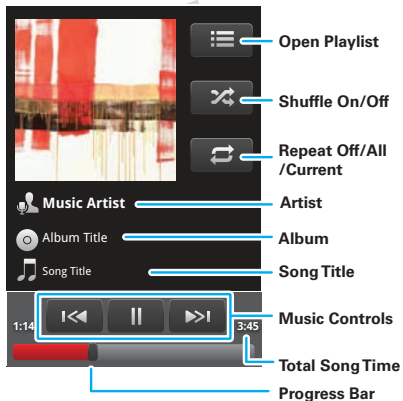 Open Playlist
Shuffle On/Off
Repeat Off/All
/Current
Music Artist
Artist
Album Title
Album
Song Title
Song Title
Music Controls
1:14
3:45
Total Song Time
Progress Bar